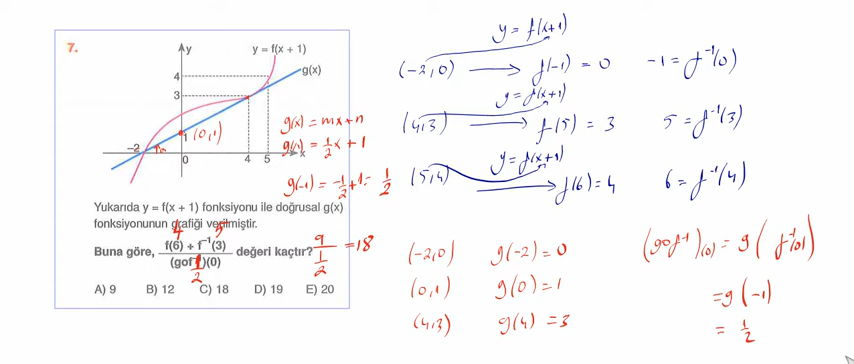 7.
y
y = f(x + 1)
g(x)
4
3
1
(0,1)
-2
0
4
5
x
g(x) = mx + n
g(x) = 1/2 x + 1
g(-1) = -1/2 + 1 = 1/2
Yukarıda y = f(x + 1) fonksiyonu ile doğrusal g(x)
fonksiyonunun grafiği verilmiştir.
4 5
Buna göre, f(6) + f⁻¹(3) / (gof⁻¹)(0) değeri kaçtır?
1/2
9 / 1/2 = 18
A) 9 B) 12 C) 18 D) 19 E) 20
y = f(x+1)
(-2,0) → f(-1) = 0 -1 = f⁻¹(0)
y = f(x+1)
(4,3) → f(5) = 3 5 = f⁻¹(3)
y = f(x+1)
(5,4) → f(6) = 4 6 = f⁻¹(4)
(-2,0) g(-2) = 0
(0,1) g(0) = 1
(4,3) g(4) = 3
(gof⁻¹)(0) = g(f⁻¹(0))
= g(-1)
= 1/2